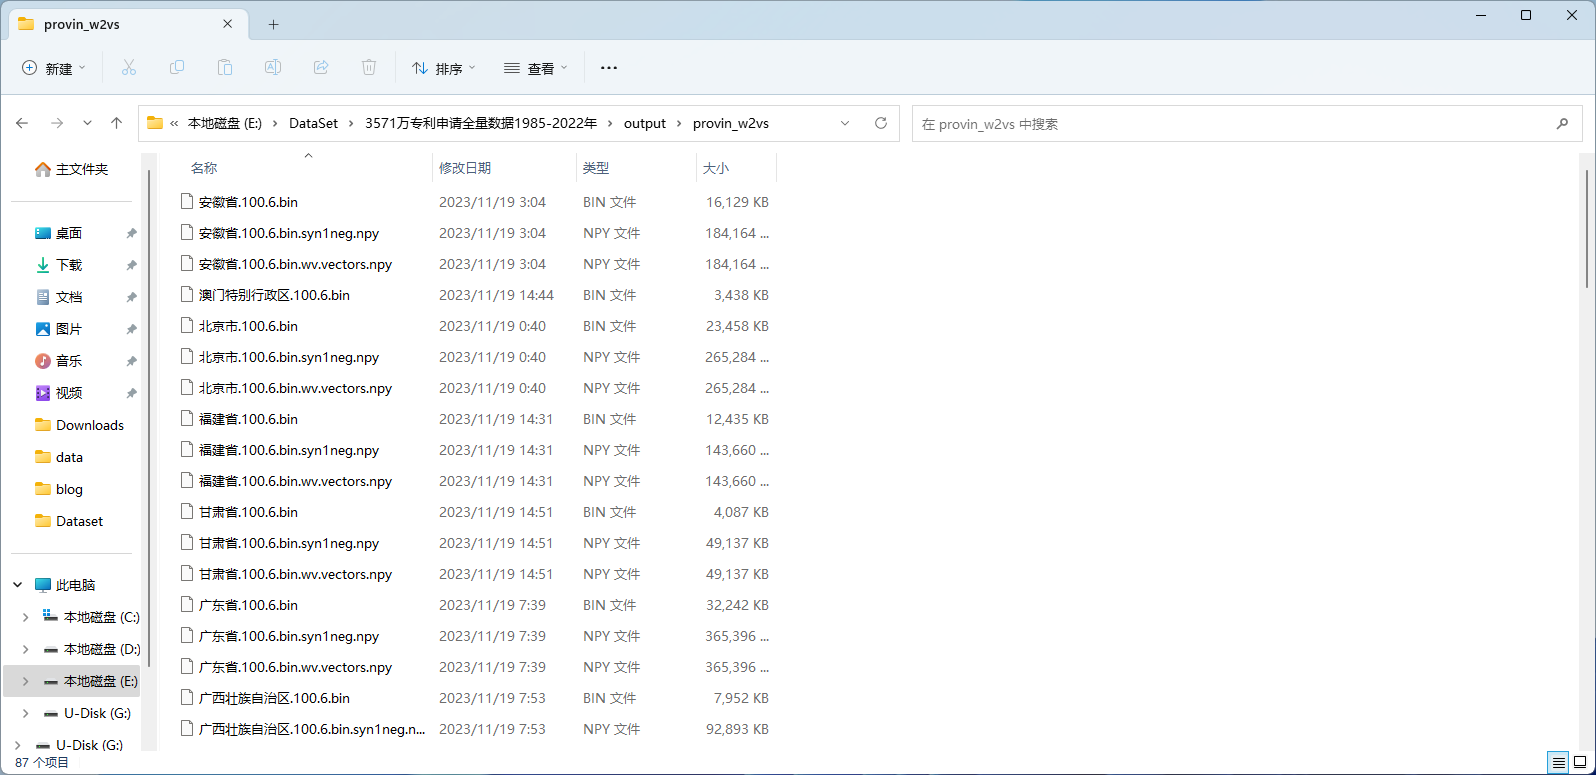 provin_w2vs
新建
排序
查看
本地磁盘 (E:) DataSet 3571万专利申请全量数据1985-2022年 output provin_w2vs
在 provin_w2vs 中搜索
主文件夹
桌面
下载
文档
图片
音乐
视频
Downloads
data
blog
Dataset
此电脑
本地磁盘 (C:)
本地磁盘 (D:)
本地磁盘 (E:)
U-Disk (G:)
U-Disk (G:)
名称 修改日期 类型 大小
安徽省.100.6.bin 2023/11/19 3:04 BIN 文件 16,129 KB
安徽省.100.6.bin.syn1neg.npy 2023/11/19 3:04 NPY 文件 184,164 ...
安徽省.100.6.bin.wv.vectors.npy 2023/11/19 3:04 NPY 文件 184,164 ...
澳门特别行政区.100.6.bin 2023/11/19 14:44 BIN 文件 3,438 KB
北京市.100.6.bin 2023/11/19 0:40 BIN 文件 23,458 KB
北京市.100.6.bin.syn1neg.npy 2023/11/19 0:40 NPY 文件 265,284 ...
北京市.100.6.bin.wv.vectors.npy 2023/11/19 0:40 NPY 文件 265,284 ...
福建省.100.6.bin 2023/11/19 14:31 BIN 文件 12,435 KB
福建省.100.6.bin.syn1neg.npy 2023/11/19 14:31 NPY 文件 143,660 ...
福建省.100.6.bin.wv.vectors.npy 2023/11/19 14:31 NPY 文件 143,660 ...
甘肃省.100.6.bin 2023/11/19 14:51 BIN 文件 4,087 KB
甘肃省.100.6.bin.syn1neg.npy 2023/11/19 14:51 NPY 文件 49,137 KB
甘肃省.100.6.bin.wv.vectors.npy 2023/11/19 14:51 NPY 文件 49,137 KB
广东省.100.6.bin 2023/11/19 7:39 BIN 文件 32,242 KB
广东省.100.6.bin.syn1neg.npy 2023/11/19 7:39 NPY 文件 365,396 ...
广东省.100.6.bin.wv.vectors.npy 2023/11/19 7:39 NPY 文件 365,396 ...
广西壮族自治区.100.6.bin 2023/11/19 7:53 BIN 文件 7,952 KB
广西壮族自治区.100.6.bin.syn1neg.n... 2023/11/19 7:53 NPY 文件 92,893 KB
87 个项目